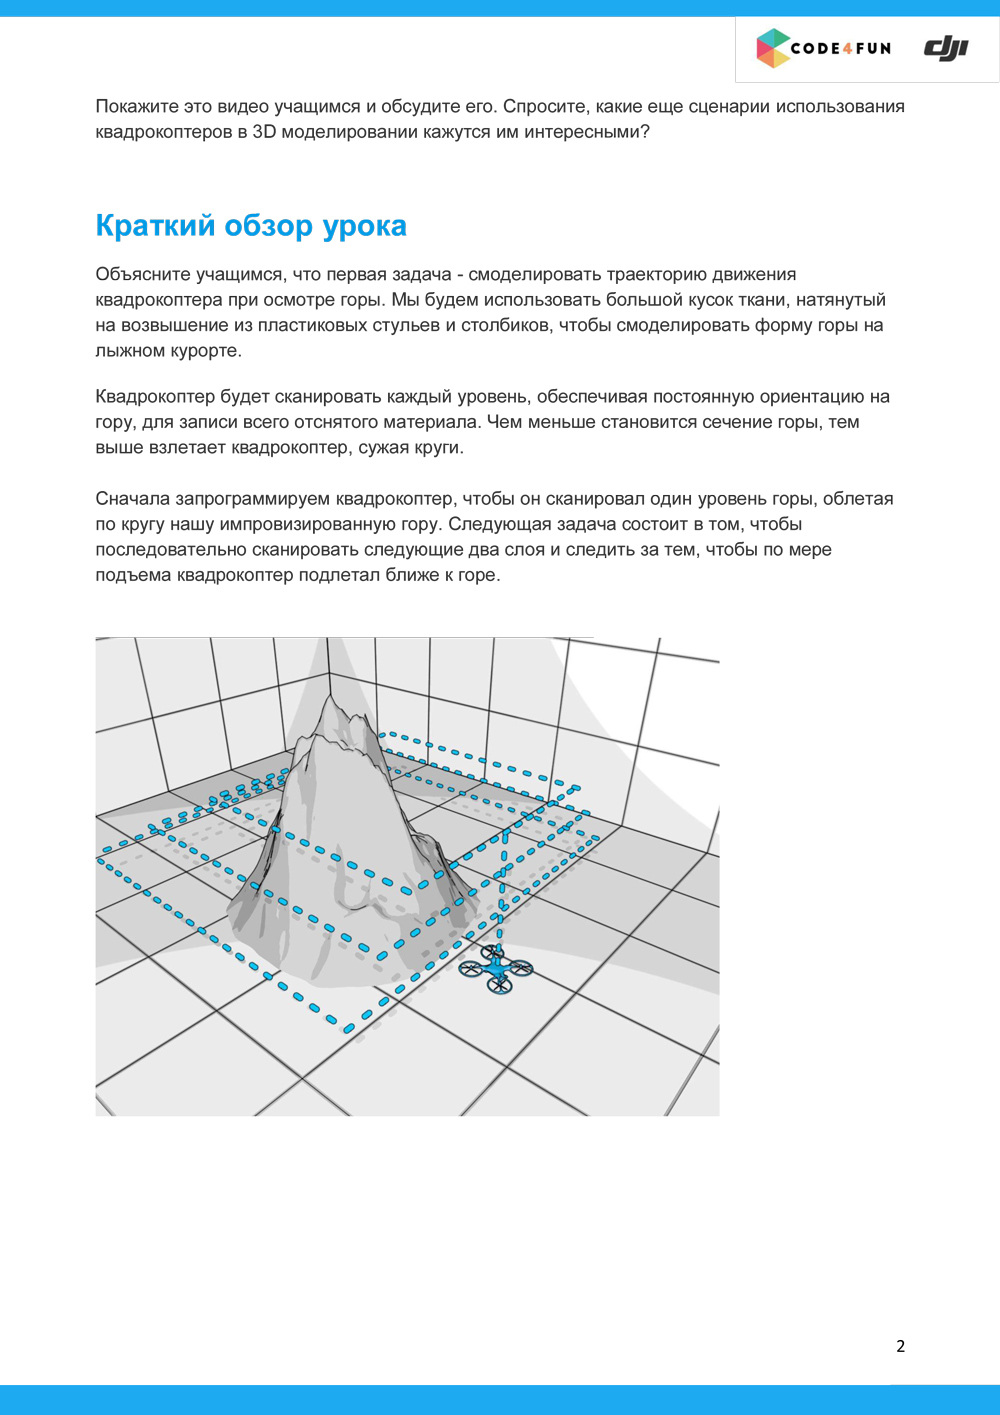 CODE4FUN dji
Покажите это видео учащимся и обсудите его. Спросите, какие еще сценарии использования
квадрокоптеров в 3D моделировании кажутся им интересными?
Краткий обзор урока
Объясните учащимся, что первая задача - смоделировать траекторию движения
квадрокоптера при осмотре горы. Мы будем использовать большой кусок ткани, натянутый
на возвышение из пластиковых стульев и столбиков, чтобы смоделировать форму горы на
лыжном курорте.
Квадрокоптер будет сканировать каждый уровень, обеспечивая постоянную ориентацию на
гору, для записи всего отснятого материала. Чем меньше становится сечение горы, тем
выше взлетает квадрокоптер, сужая круги.
Сначала запрограммируем квадрокоптер, чтобы он сканировал один уровень горы, облетая
по кругу нашу импровизированную гору. Следующая задача состоит в том, чтобы
последовательно сканировать следующие два слоя и следить за тем, чтобы по мере
подъема квадрокоптер подлетал ближе к горе.
2